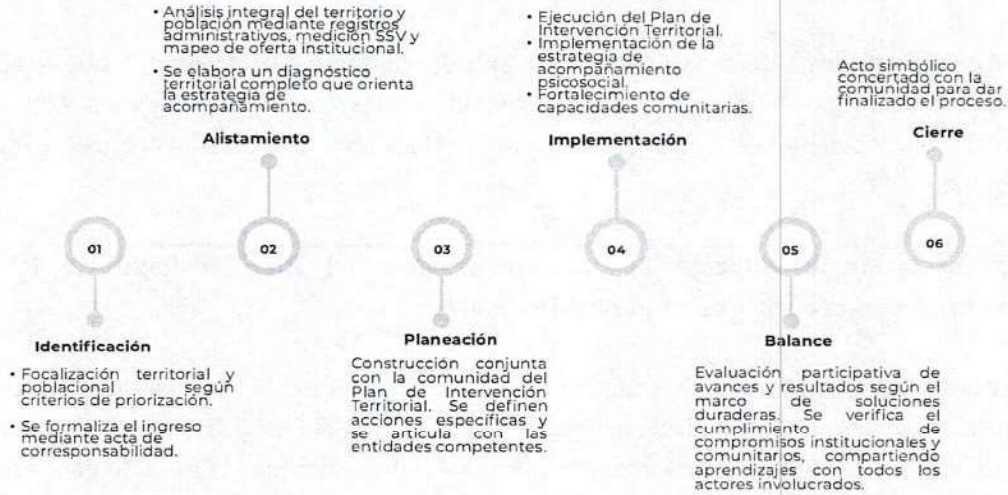 • Análisis integral del territorio y
población mediante registros
administrativos, medición SSV y
mapeo de oferta institucional.
• Se elabora un diagnóstico
territorial completo que orienta
la estrategia de
acompañamiento.
Alistamiento
• Ejecución del Plan de
Intervención Territorial.
• Implementación de la
estrategia de
acompañamiento
psicosocial.
• Fortalecimiento de
capacidades comunitarias.
Implementación
Acto simbólico
concertado con la
comunidad para dar
finalizado el proceso.
Cierre
01
02
03
04
05
06
Identificación
• Focalización territorial y
poblacional según
criterios de priorización.
• Se formaliza el ingreso
mediante acta de
corresponsabilidad.
Planeación
Construcción conjunta
con la comunidad del
Plan de Intervención
Territorial. Se definen
acciones específicas y
se articula con las
entidades competentes.
Balance
Evaluación participativa de
avances y resultados según el
marco de soluciones
duraderas. Se verifica el
cumplimiento de
compromisos institucionales y
comunitarios, compartiendo
aprendizajes con todos los
actores involucrados.